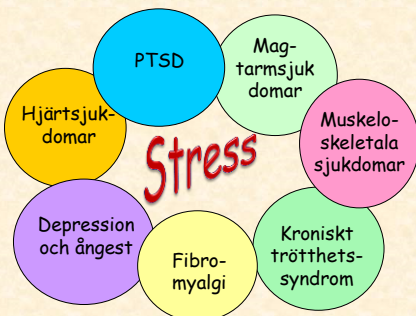 PTSD
Mag-
tarmsjuk
domar
Hjärtsjuk-
domar
Muskelo-
skeletala
sjukdomar
Stress
Depression
och ångest
Fibro-
myalgi
Kroniskt
trötthets-
syndrom